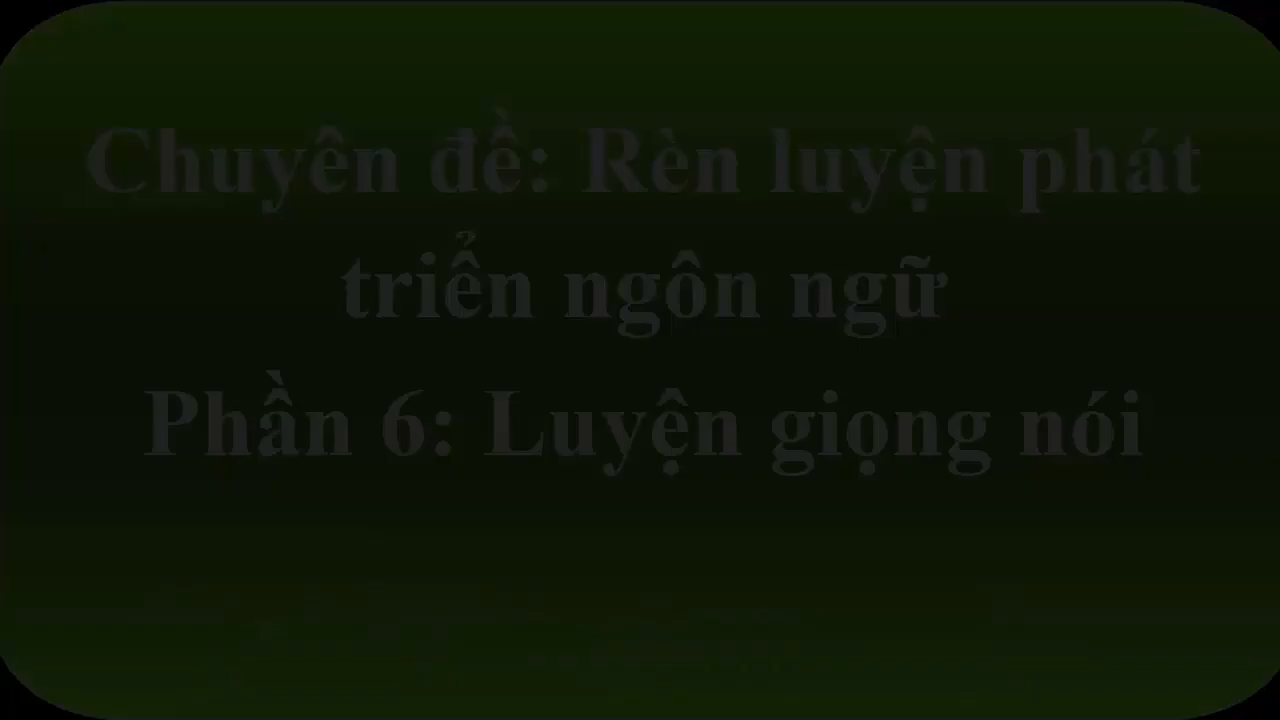 Chuyên đề: Rèn luyện phát
triển ngôn ngữ
Phần 6: Luyện giọng nói